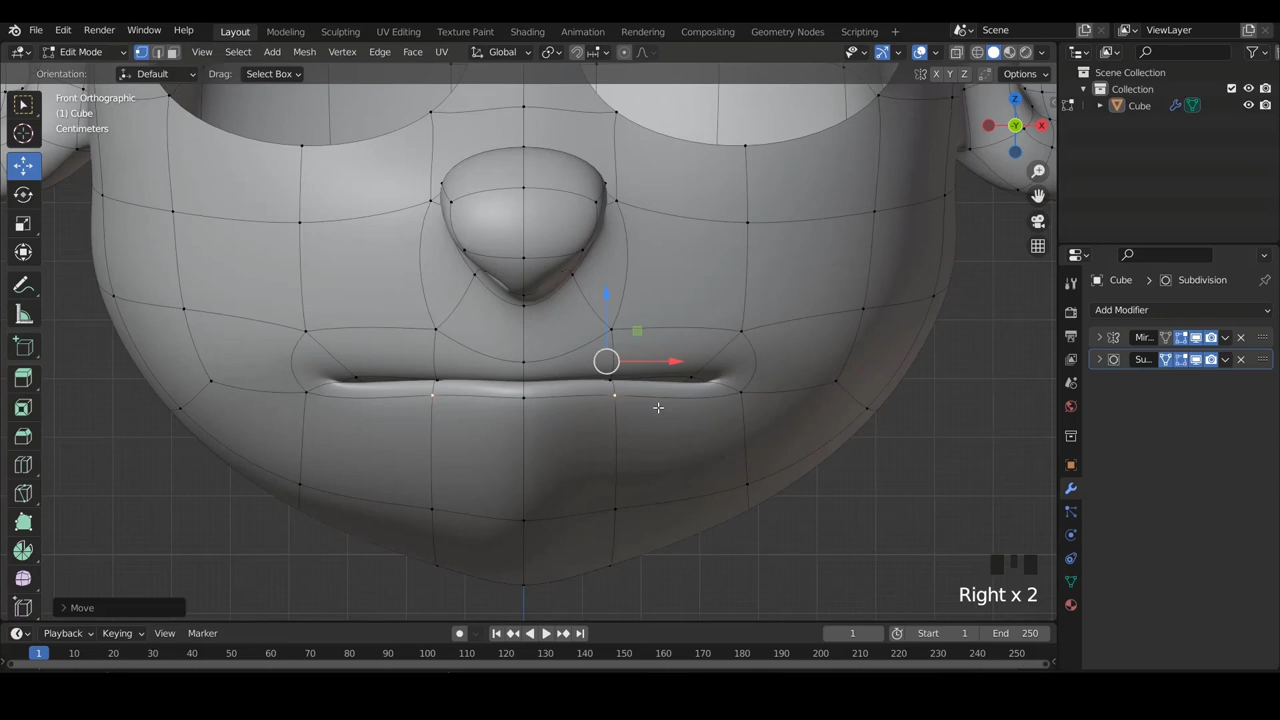 File Edit Render Window Help Layout Modeling Sculpting UV Editing Texture Paint Shading Animation Rendering Compositing Geometry Nodes Scripting Scene ViewLayer
Edit Mode View Select Add Mesh Vertex Edge Face UV Global
Orientation: Default Drag: Select Box X Y Z Options
Scene Collection
Collection
Cube
Front Orthographic
(1) Cube
Centimeters
Z
-Y X
Cube Subdivision
Add Modifier
Mir...
Su...
Right x 2
Move
Playback Keying View Marker 1 Start 1 End 250
1 10 20 30 40 50 60 70 80 90 100 110 120 130 140 150 160 170 180 190 200 210 220 230 240 250